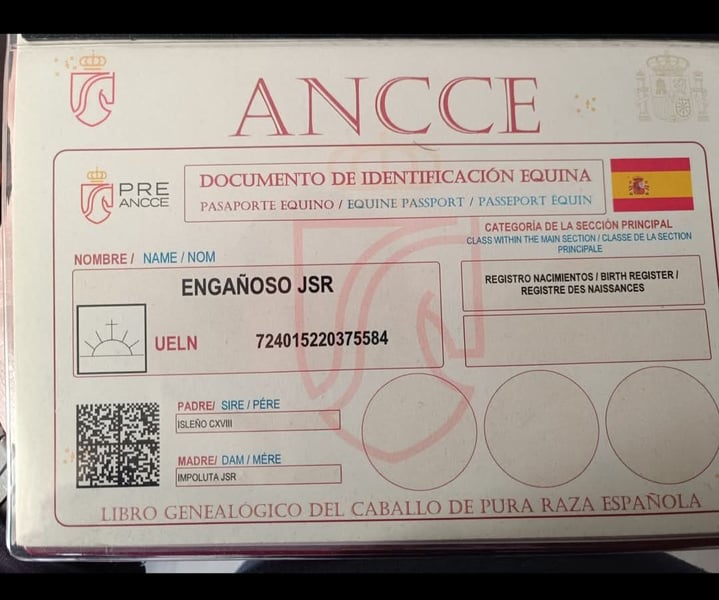 ANCCE
PRE
ANCCE
DOCUMENTO DE IDENTIFICACIÓN EQUINA
PASAPORTE EQUINO / EQUINE PASSPORT / PASSEPORT ÉQUIN
CATEGORÍA DE LA SECCIÓN PRINCIPAL
CLASS WITHIN THE MAIN SECTION / CLASSE DE LA SECTION
PRINCIPALE
NOMBRE / NAME / NOM
ENGAÑOSO JSR
REGISTRO NACIMIENTOS / BIRTH REGISTER /
REGISTRE DES NAISSANCES
UELN 724015220375584
PADRE/ SIRE / PÉRE
ISLEÑO CXVIII
MADRE/ DAM / MÈRE
IMPOLUTA JSR
LIBRO GENEALÓGICO DEL CABALLO DE PURA RAZA ESPAÑOLA